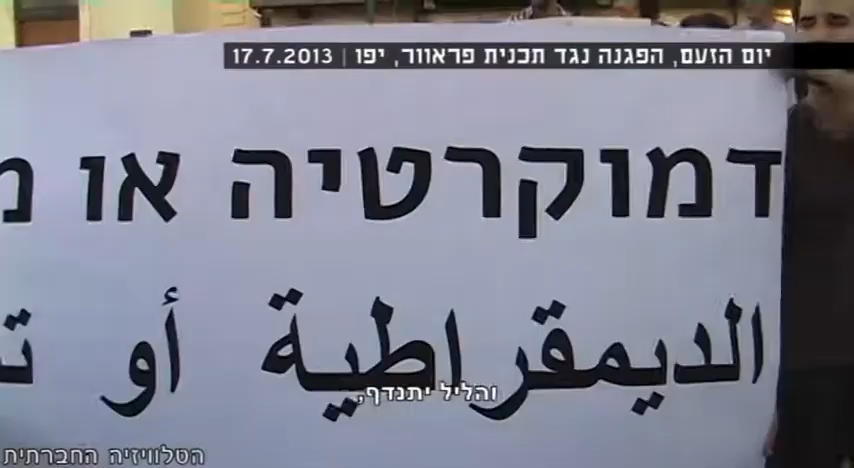 יום הזעם, הפגנה נגד תכנית פראוור, יפו | 17.7.2013
דמוקרטיה או
الديمقراطية أو
והליל יתנדף,
הטלוויזיה החברתית